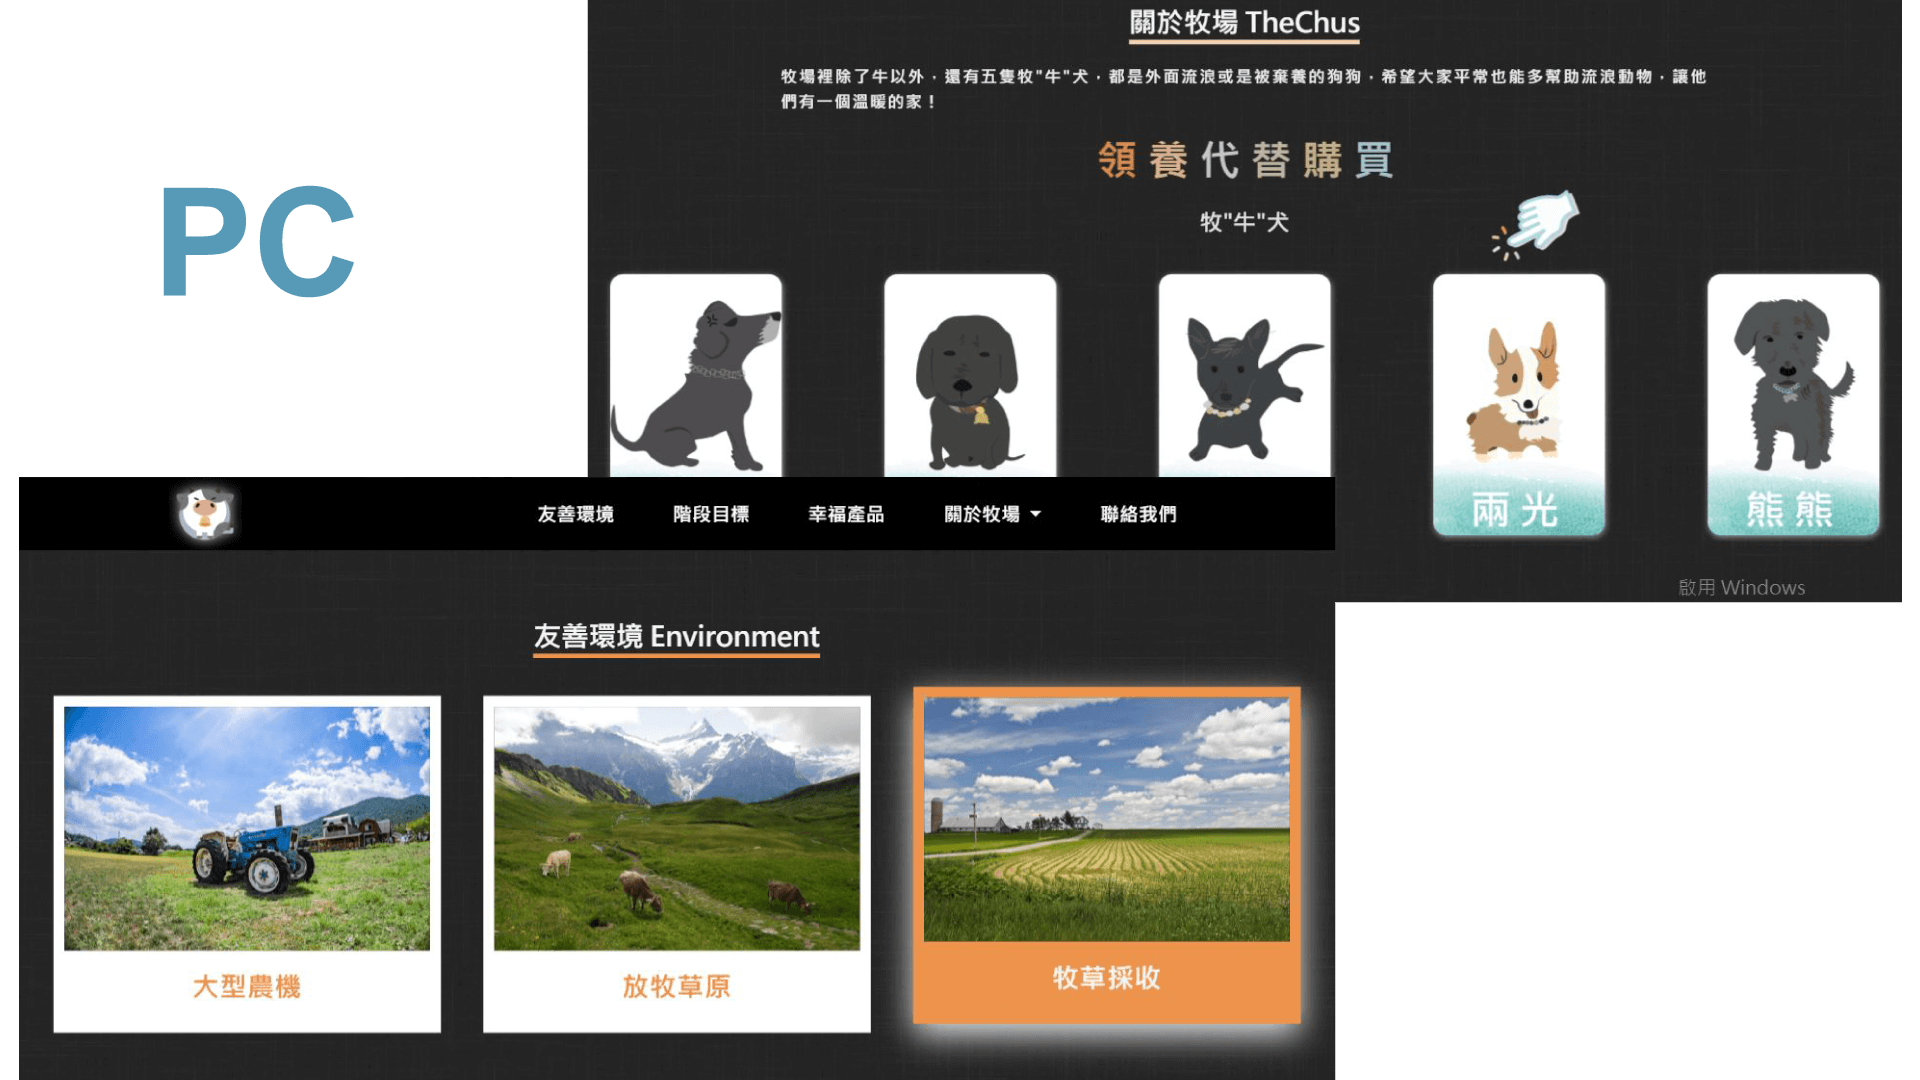 PC
關於牧場 TheChus
牧場裡除了牛以外，還有五隻牧"牛"犬，都是外面流浪或是被棄養的狗狗，希望大家平常也能多幫助流浪動物，讓他
們有一個溫暖的家！
領養代替購買
牧"牛"犬
兩光
熊熊
啟用 Windows
友善環境 階段目標 幸福產品 關於牧場 聯絡我們
友善環境 Environment
大型農機
放牧草原
牧草採收